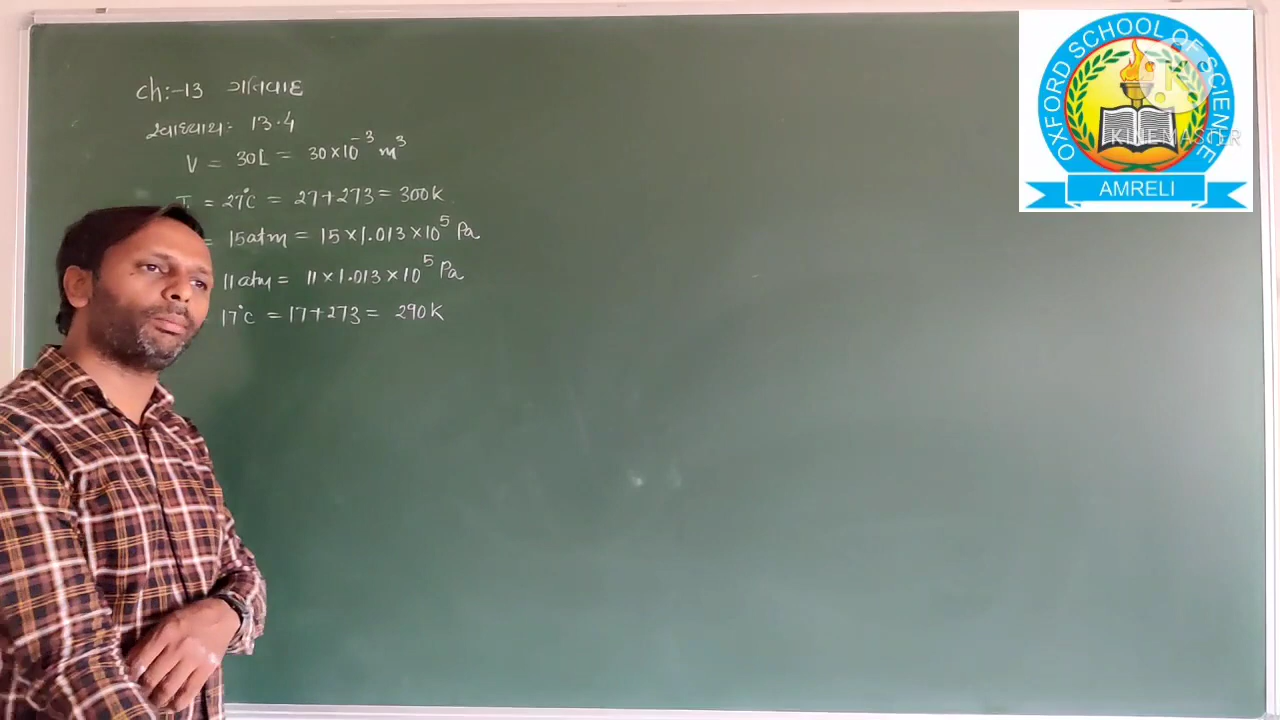 Ch:-13 ગતિવાદ
સ્વાધ્યાય:- 13.4
V = 30L = 30×10⁻³ m³
= 27°C = 27+273 = 300K
= 15atm = 15×1.013×10⁵ Pa
11atm = 11×1.013×10⁵ Pa
17°C = 17+273 = 290K
OXFORD SCHOOL OF SCIENCE
KINEMASTER
AMRELI